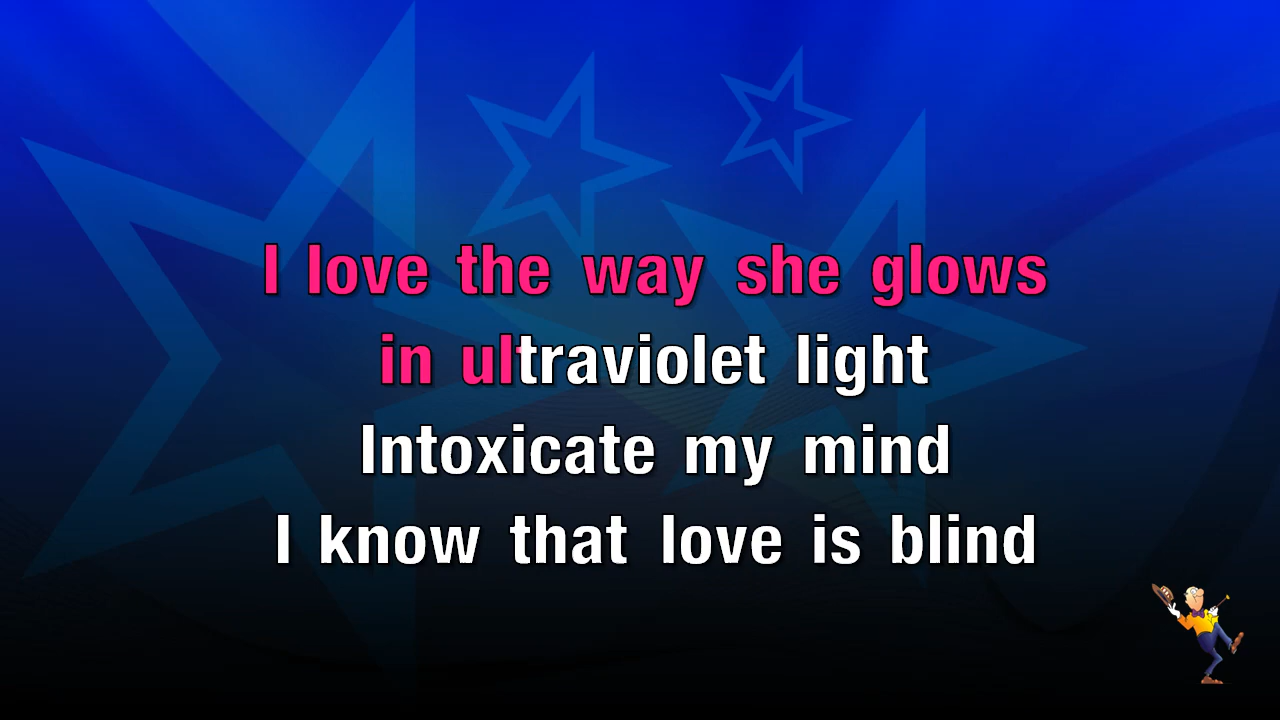 I love the way she glows
in ultraviolet light
Intoxicate my mind
I know that love is blind